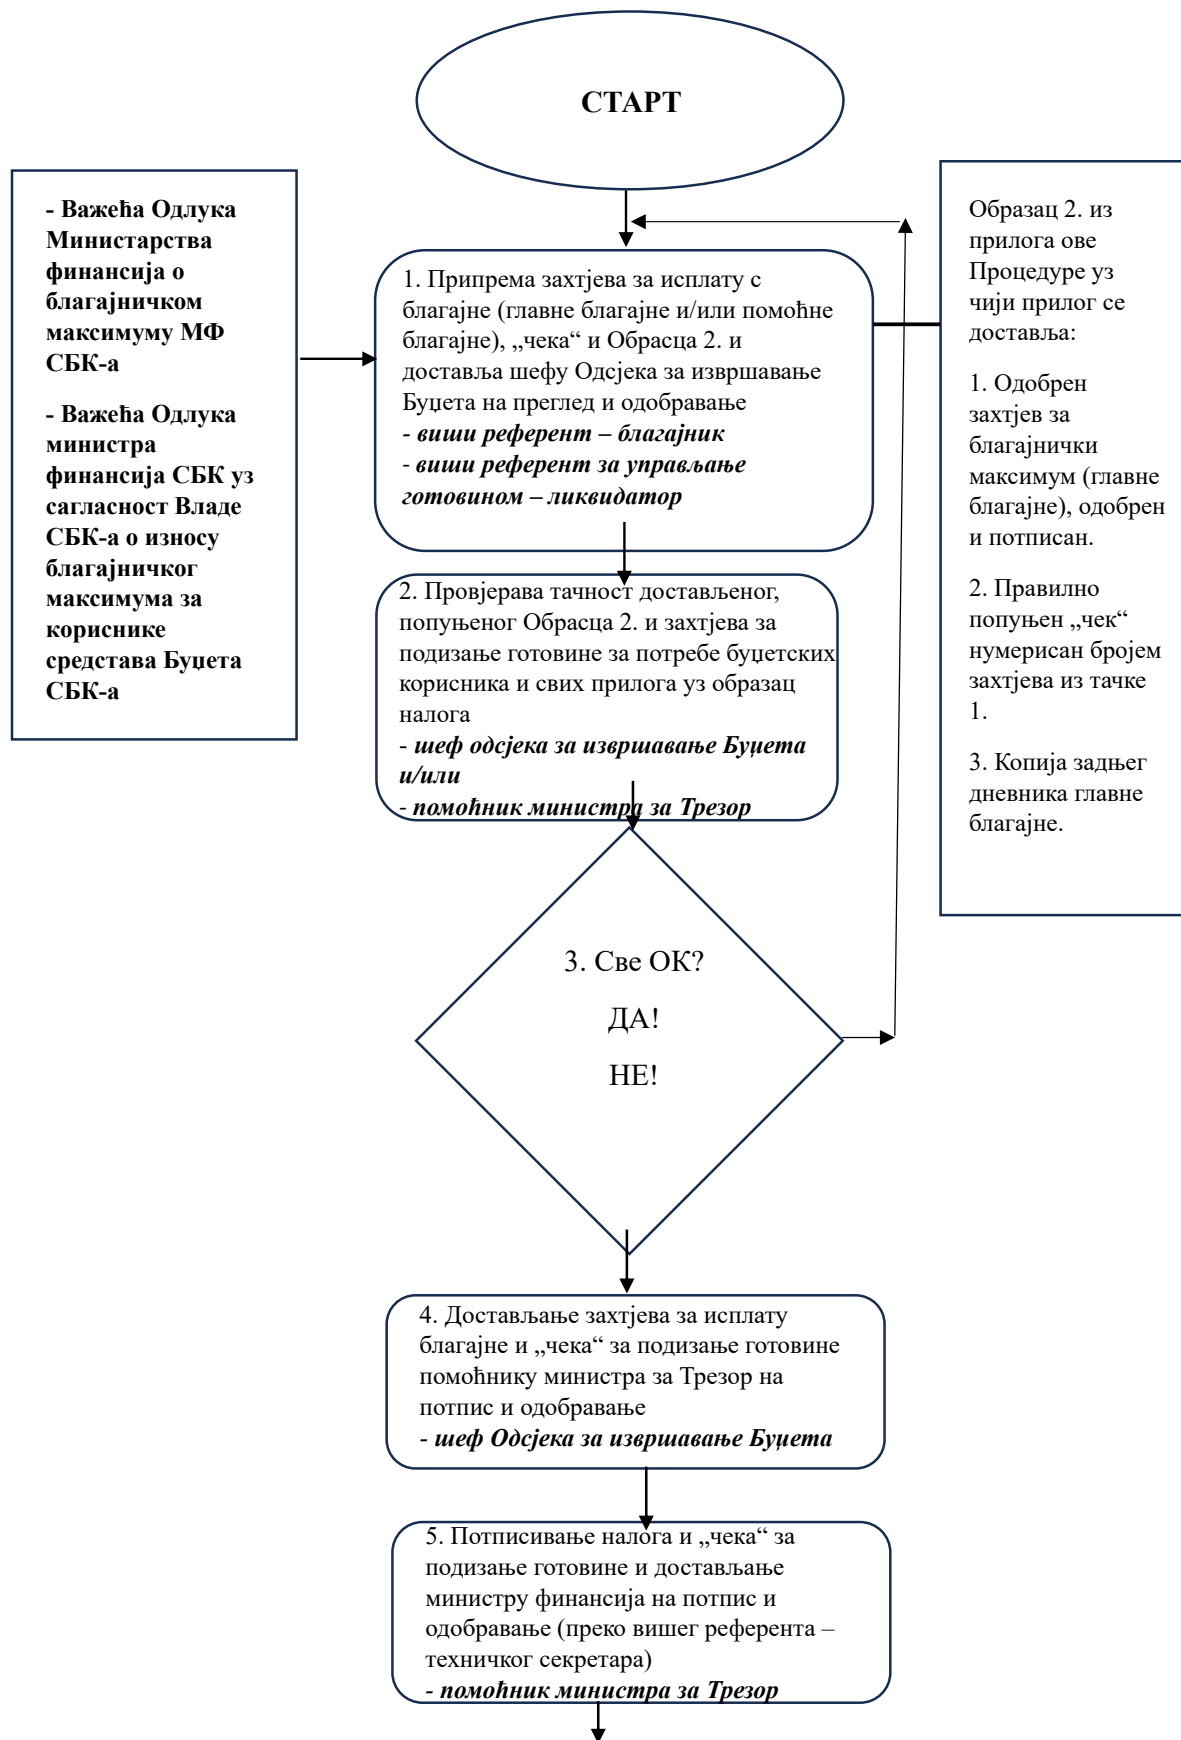 СТАРТ
- Важећа Одлука
Министарства
финансија о
благајничком
максимуму МФ
СБК-а
- Важећа Одлука
министра
финансија СБК уз
сагласност Владе
СБК-а о износу
благајничког
максимума за
кориснике
средстава Буџета
СБК-а
1. Припрема захтјева за исплату с
благајне (главне благајне и/или помоћне
благајне), „чека“ и Обрасца 2. и
доставља шефу Одсјека за извршавање
Буџета на преглед и одобравање
- виши референт – благајник
- виши референт за управљање
готовином – ликвидатор
Образац 2. из
прилога ове
Процедуре уз
чији прилог се
доставља:
1. Одобрен
захтјев за
благајнички
максимум (главне
благајне), одобрен
и потписан.
2. Правилно
попуњен „чек“
нумерисан бројем
захтјева из тачке
1.
3. Копија задњег
дневника главне
благајне.
2. Провјерава тачност достављеног,
попуњеног Обрасца 2. и захтјева за
подизање готовине за потребе буџетских
корисника и свих прилога уз образац
налога
- шеф одсјека за извршавање Буџета
и/или
- помоћник министра за Трезор
3. Све ОК?
ДА!
НЕ!
4. Достављање захтјева за исплату
благајне и „чека“ за подизање готовине
помоћнику министра за Трезор на
потпис и одобравање
- шеф Одсјека за извршавање Буџета
5. Потписивање налога и „чека“ за
подизање готовине и достављање
министру финансија на потпис и
одобравање (преко вишег референта –
техничког секретара)
- помоћник министра за Трезор